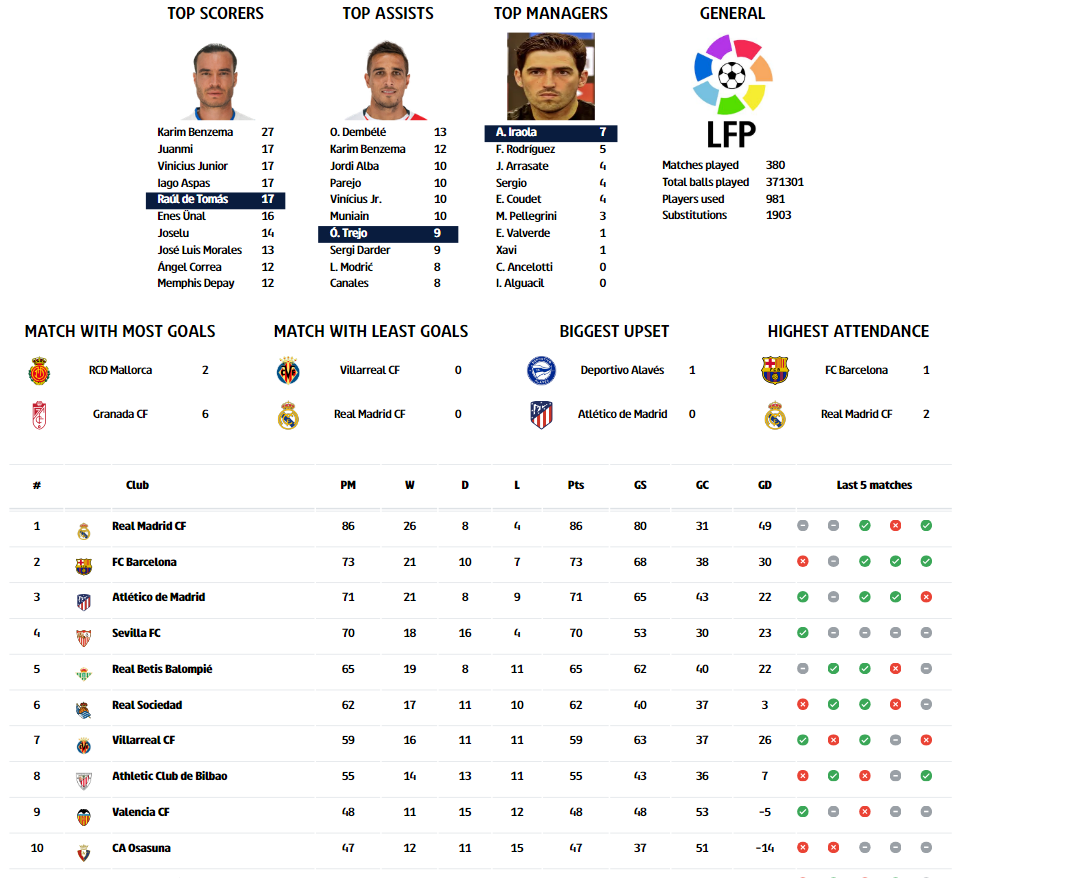 TOP SCORERS
Karim Benzema 27
Juanmi 17
Vinicius Junior 17
Iago Aspas 17
Raúl de Tomás 17
Enes Ünal 16
Joselu 14
José Luis Morales 13
Ángel Correa 12
Memphis Depay 12
TOP ASSISTS
O. Dembélé 13
Karim Benzema 12
Jordi Alba 10
Parejo 10
Vinícius Jr. 10
Muniain 10
Ó. Trejo 9
Sergi Darder 9
L. Modrić 8
Canales 8
TOP MANAGERS
A. Iraola 7
F. Rodríguez 5
J. Arrasate 4
Sergio 4
E. Coudet 4
M. Pellegrini 3
E. Valverde 1
Xavi 1
C. Ancelotti 0
I. Alguacil 0
GENERAL
LFP
Matches played 380
Total balls played 371301
Players used 981
Substitutions 1903
MATCH WITH MOST GOALS
RCD Mallorca 2
Granada CF 6
MATCH WITH LEAST GOALS
Villarreal CF 0
Real Madrid CF 0
BIGGEST UPSET
Deportivo Alavés 1
Atlético de Madrid 0
HIGHEST ATTENDANCE
FC Barcelona 1
Real Madrid CF 2
# Club PM W D L Pts GS GC GD Last 5 matches
1 Real Madrid CF 86 26 8 4 86 80 31 49
2 FC Barcelona 73 21 10 7 73 68 38 30
3 Atlético de Madrid 71 21 8 9 71 65 43 22
4 Sevilla FC 70 18 16 4 70 53 30 23
5 Real Betis Balompié 65 19 8 11 65 62 40 22
6 Real Sociedad 62 17 11 10 62 40 37 3
7 Villarreal CF 59 16 11 11 59 63 37 26
8 Athletic Club de Bilbao 55 14 13 11 55 43 36 7
9 Valencia CF 48 11 15 12 48 48 53 -5
10 CA Osasuna 47 12 11 15 47 37 51 -14